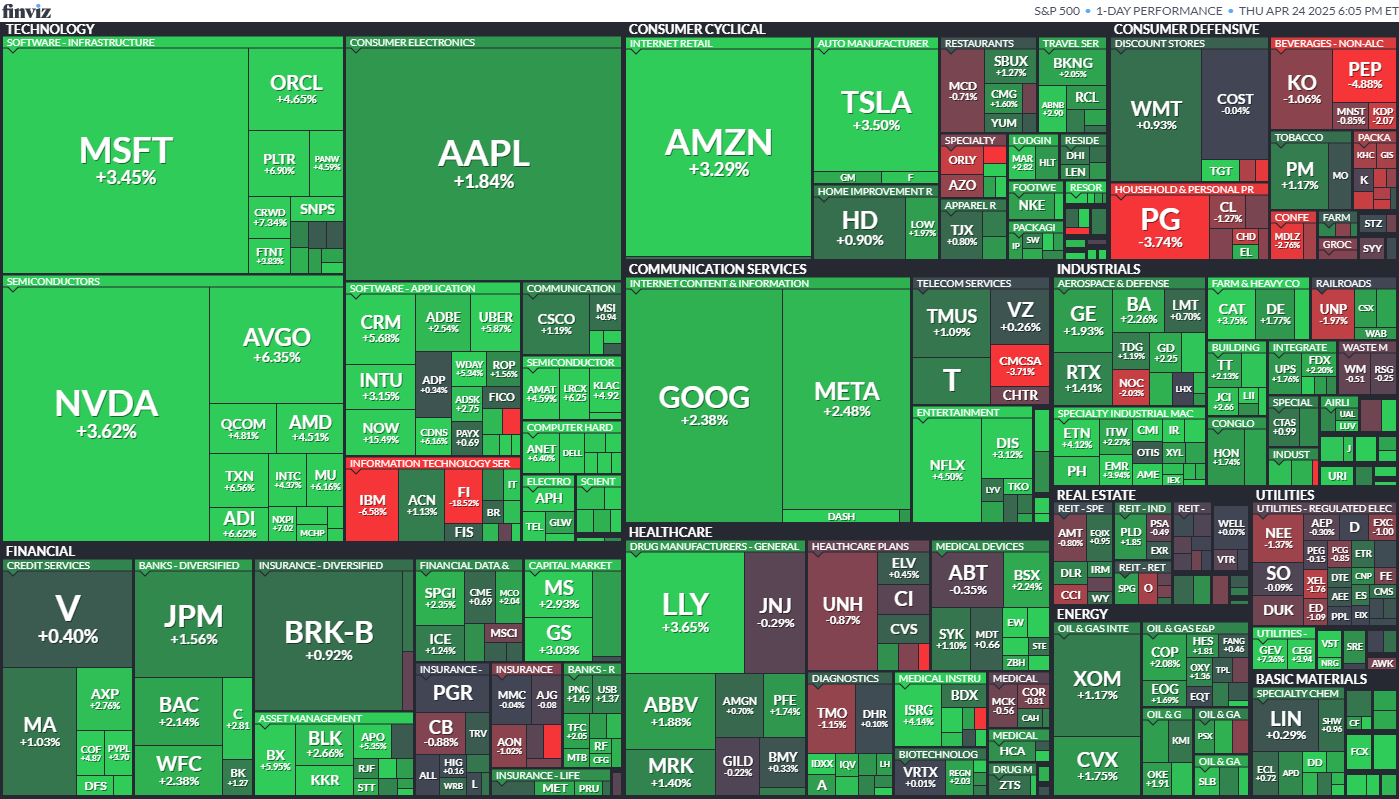 finviz
S&P 500 • 1-DAY PERFORMANCE • THU APR 24 2025 6:05 PM ET
TECHNOLOGY
SOFTWARE - INFRASTRUCTURE
MSFT
+3.45%
ORCL
+4.65%
PLTR
+6.90%
PANW
+4.59%
CRWD
+7.34%
SNPS
FTNT
+3.83%
CONSUMER ELECTRONICS
AAPL
+1.84%
SEMICONDUCTORS
NVDA
+3.62%
AVGO
+6.35%
QCOM
+4.81%
AMD
+4.51%
TXN
+6.56%
INTC
+4.37%
MU
+6.16%
ADI
+6.62%
NXPI
+7.02
MCHP
SOFTWARE - APPLICATION
CRM
+5.68%
ADBE
+2.54%
UBER
+5.87%
INTU
+3.15%
ADP
+0.34%
WDAY
+5.34%
ROP
+1.56%
ADSK
+2.75
FICO
NOW
+15.49%
CDNS
+6.16%
PAYX
+0.69
INFORMATION TECHNOLOGY SER
IBM
-6.58%
ACN
+1.13%
FI
-18.52%
IT
BR
FIS
COMMUNICATION
CSCO
+1.19%
MSI
+0.94
SEMICONDUCTOR
AMAT
+4.59%
LRCX
+6.25
KLAC
+4.92
COMPUTER HARD
ANET
+6.40%
DELL
ELECTRO
APH
TEL
GLW
SCIENT
CONSUMER CYCLICAL
INTERNET RETAIL
AMZN
+3.29%
AUTO MANUFACTURER
TSLA
+3.50%
GM
F
HOME IMPROVEMENT R
HD
+0.90%
LOW
+1.97%
RESTAURANTS
MCD
-0.71%
SBUX
+1.27%
CMG
+1.60%
YUM
TRAVEL SER
BKNG
+2.05%
ABNB
+2.90
RCL
SPECIALTY
ORLY
AZO
LODGIN
MAR
+2.82
HLT
RESIDE
DHI
LEN
APPAREL R
TJX
+0.80%
FOOTWE
NKE
RESOR
PACKAGI
IP
SW
CONSUMER DEFENSIVE
DISCOUNT STORES
WMT
+0.93%
COST
-0.04%
TGT
BEVERAGES - NON-ALC
KO
-1.06%
PEP
-4.88%
MNST
-0.85%
KDP
-2.07
TOBACCO
PM
+1.17%
MO
PACKA
KHC
GIS
K
HOUSEHOLD & PERSONAL PR
PG
-3.74%
CL
-1.27%
CHD
EL
CONFE
MDLZ
-2.76%
FARM
GROC
STZ
SYY
COMMUNICATION SERVICES
INTERNET CONTENT & INFORMATION
GOOG
+2.38%
META
+2.48%
DASH
TELECOM SERVICES
TMUS
+1.09%
VZ
+0.26%
T
CMCSA
-3.71%
CHTR
ENTERTAINMENT
NFLX
+4.50%
DIS
+3.12%
LYV
TKO
INDUSTRIALS
AEROSPACE & DEFENSE
GE
+1.93%
BA
+2.26%
LMT
+0.70%
RTX
+1.41%
TDG
+1.19%
GD
+2.25
NOC
-2.03%
LHX
SPECIALTY INDUSTRIAL MAC
ETN
+4.12%
ITW
+2.27%
CMI
IR
OTIS
XYL
PH
EMR
+3.94%
AME
IEX
FARM & HEAVY CO
CAT
+3.75%
DE
+1.77%
RAILROADS
UNP
-1.97%
CSX
WAB
BUILDING
TT
+2.13%
JCI
+2.66
LII
INTEGRATE
UPS
+1.76%
FDX
+2.20%
WASTE M
WM
-0.51
RSG
-0.25
CONGLO
HON
+1.74%
SPECIAL
CTAS
+0.99
AIRLI
UAL
LUV
INDUST
J
URI
HEALTHCARE
DRUG MANUFACTURERS - GENERAL
LLY
+3.65%
JNJ
-0.29%
ABBV
+1.88%
AMGN
+0.70%
PFE
+1.74%
MRK
+1.40%
GILD
-0.22%
BMY
+0.33%
HEALTHCARE PLANS
UNH
-0.87%
ELV
+0.45%
CI
CVS
MEDICAL DEVICES
ABT
-0.35%
BSX
+2.24%
SYK
+1.10%
MDT
+0.66
EW
STE
ZBH
DIAGNOSTICS
TMO
-1.15%
DHR
+0.10%
IDXX
IQV
LH
A
MEDICAL INSTRU
ISRG
+4.14%
BDX
BIOTECHNOLOG
VRTX
+0.01%
REGN
+2.03
MEDICAL
MCK
-0.56
COR
-0.81
CAH
MEDICAL
HCA
DRUG M
ZTS
FINANCIAL
CREDIT SERVICES
V
+0.40%
MA
+1.03%
AXP
+2.76%
COF
+4.87
PYPL
+3.70
DFS
BANKS - DIVERSIFIED
JPM
+1.56%
BAC
+2.14%
C
+2.81
WFC
+2.38%
BK
+1.27
INSURANCE - DIVERSIFIED
BRK-B
+0.92%
ASSET MANAGEMENT
BX
+5.95%
BLK
+2.66%
APO
+5.35%
KKR
RJF
STT
FINANCIAL DATA &
SPGI
+2.35%
CME
+0.69
MCO
+2.04
ICE
+1.24%
MSCI
CAPITAL MARKET
MS
+2.93%
GS
+3.03%
INSURANCE -
PGR
CB
-0.88%
TRV
ALL
HIG
+0.16
WRB
L
INSURANCE
MMC
-0.04%
AJG
-0.08
AON
-1.02%
INSURANCE - LIFE
MET
PRU
BANKS - R
PNC
+1.49
USB
+1.37
TFC
+2.05
RF
MTB
CFG
REAL ESTATE
REIT - SPE
AMT
-0.80%
EQIX
+0.95
DLR
IRM
CCI
WY
REIT - IND
PLD
+1.85
PSA
-0.49
EXR
REIT - RET
SPG
O
REIT -
WELL
+0.07%
VTR
ENERGY
OIL & GAS INTE
XOM
+1.17%
CVX
+1.75%
OIL & GAS E&P
COP
+2.08%
HES
+1.81
FANG
+0.46
EOG
+1.69%
OXY
+1.36
TPL
EQT
OIL & G
KMI
OKE
+1.91
OIL & GA
PSX
OIL & GA
SLB
UTILITIES
UTILITIES - REGULATED ELEC
NEE
-1.37%
AEP
-0.90%
D
EXC
-1.00
PEG
-0.15
PCG
-0.85
ETR
SO
-0.09%
XEL
-1.76
DTE
CNP
FE
AEE
ES
CMS
DUK
ED
-1.09
PPL
EIX
UTILITIES -
GEV
+7.26%
CEG
+3.94
VST
NRG
SRE
AWK
BASIC MATERIALS
SPECIALTY CHEM
LIN
+0.29%
SHW
+0.96
ECL
+0.72
APD
DD
CF
FCX